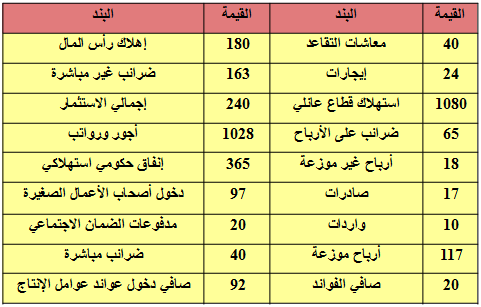 البند القيمة البند القيمة
إهلاك رأس المال 180 معاشات التقاعد 40
ضرائب غير مباشرة 163 إيجارات 24
إجمالي الاستثمار 240 استهلاك قطاع عائلي 1080
أجور ورواتب 1028 ضرائب على الأرباح 65
إنفاق حكومي استهلاكي 365 أرباح غير موزعة 18
دخول أصحاب الأعمال الصغيرة 97 صادرات 17
مدفوعات الضمان الاجتماعي 20 واردات 10
ضرائب مباشرة 40 أرباح موزعة 117
صافي دخول عوائد عوامل الإنتاج 92 صافي الفوائد 20